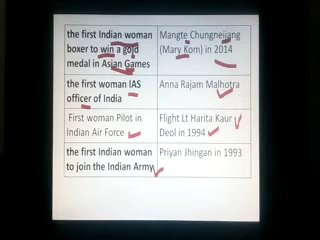 the first Indian woman
boxer to win a gold
medal in Asian Games
Mangte Chungneijang
(Mary Kom) in 2014
the first woman IAS
officer of India
Anna Rajam Malhotra
First woman Pilot in
Indian Air Force
Flight Lt Harita Kaur
Deol in 1994
the first Indian woman
to join the Indian Army
Priyan Jhingan in 1993